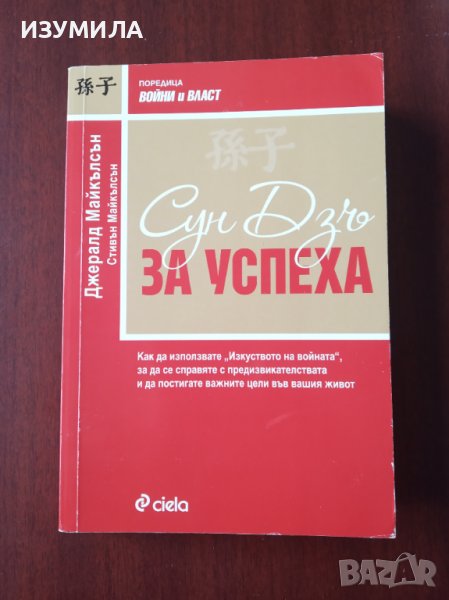 ИЗУМИЛА
孫子
ПОРЕДИЦА
ВОЙНИ и ВЛАСТ
孫子
Джералд Майкълсън
Стивън Майкълсън
Сун Дзъ
ЗА УСПЕХА
Как да използвате „Изкуството на войната“,
за да се справяте с предизвикателствата
и да постигате важните цели във вашия живот
ciela
BAZAR